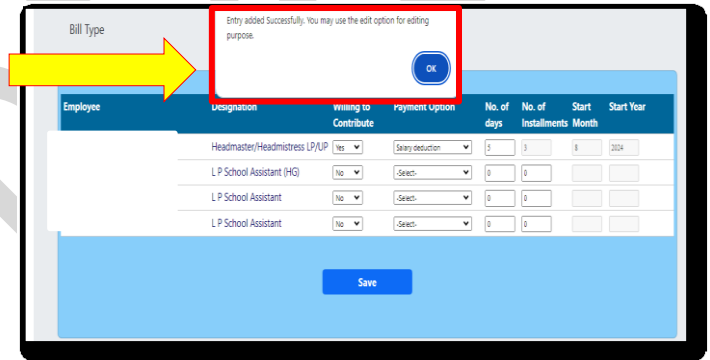 Bill Type
Entry added Successfully. You may use the edit option for editing
purpose.
OK
Employee Designation Willing to Contribute Payment Option No. of days No. of Installments Start Month Start Year
Headmaster/Headmistress LP/UP Yes Salary deduction 5 3 8 2024
L P School Assistant (HG) No -Select- 0 0
L P School Assistant No -Select- 0 0
L P School Assistant No -Select- 0 0
Save